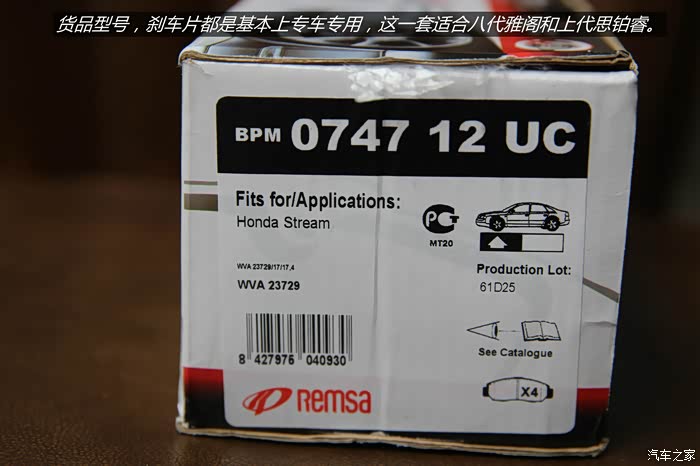 货品型号，刹车片都是基本上专车专用，这一套适合八代雅阁和上代思铂睿。
BPM 0747 12 UC
Fits for/Applications:
Honda Stream
PCT
MT20
WVA 23729/17/17,4
WVA 23729
Production Lot:
61D25
8 427975 040930
See Catalogue
REMSA
X4
汽车之家